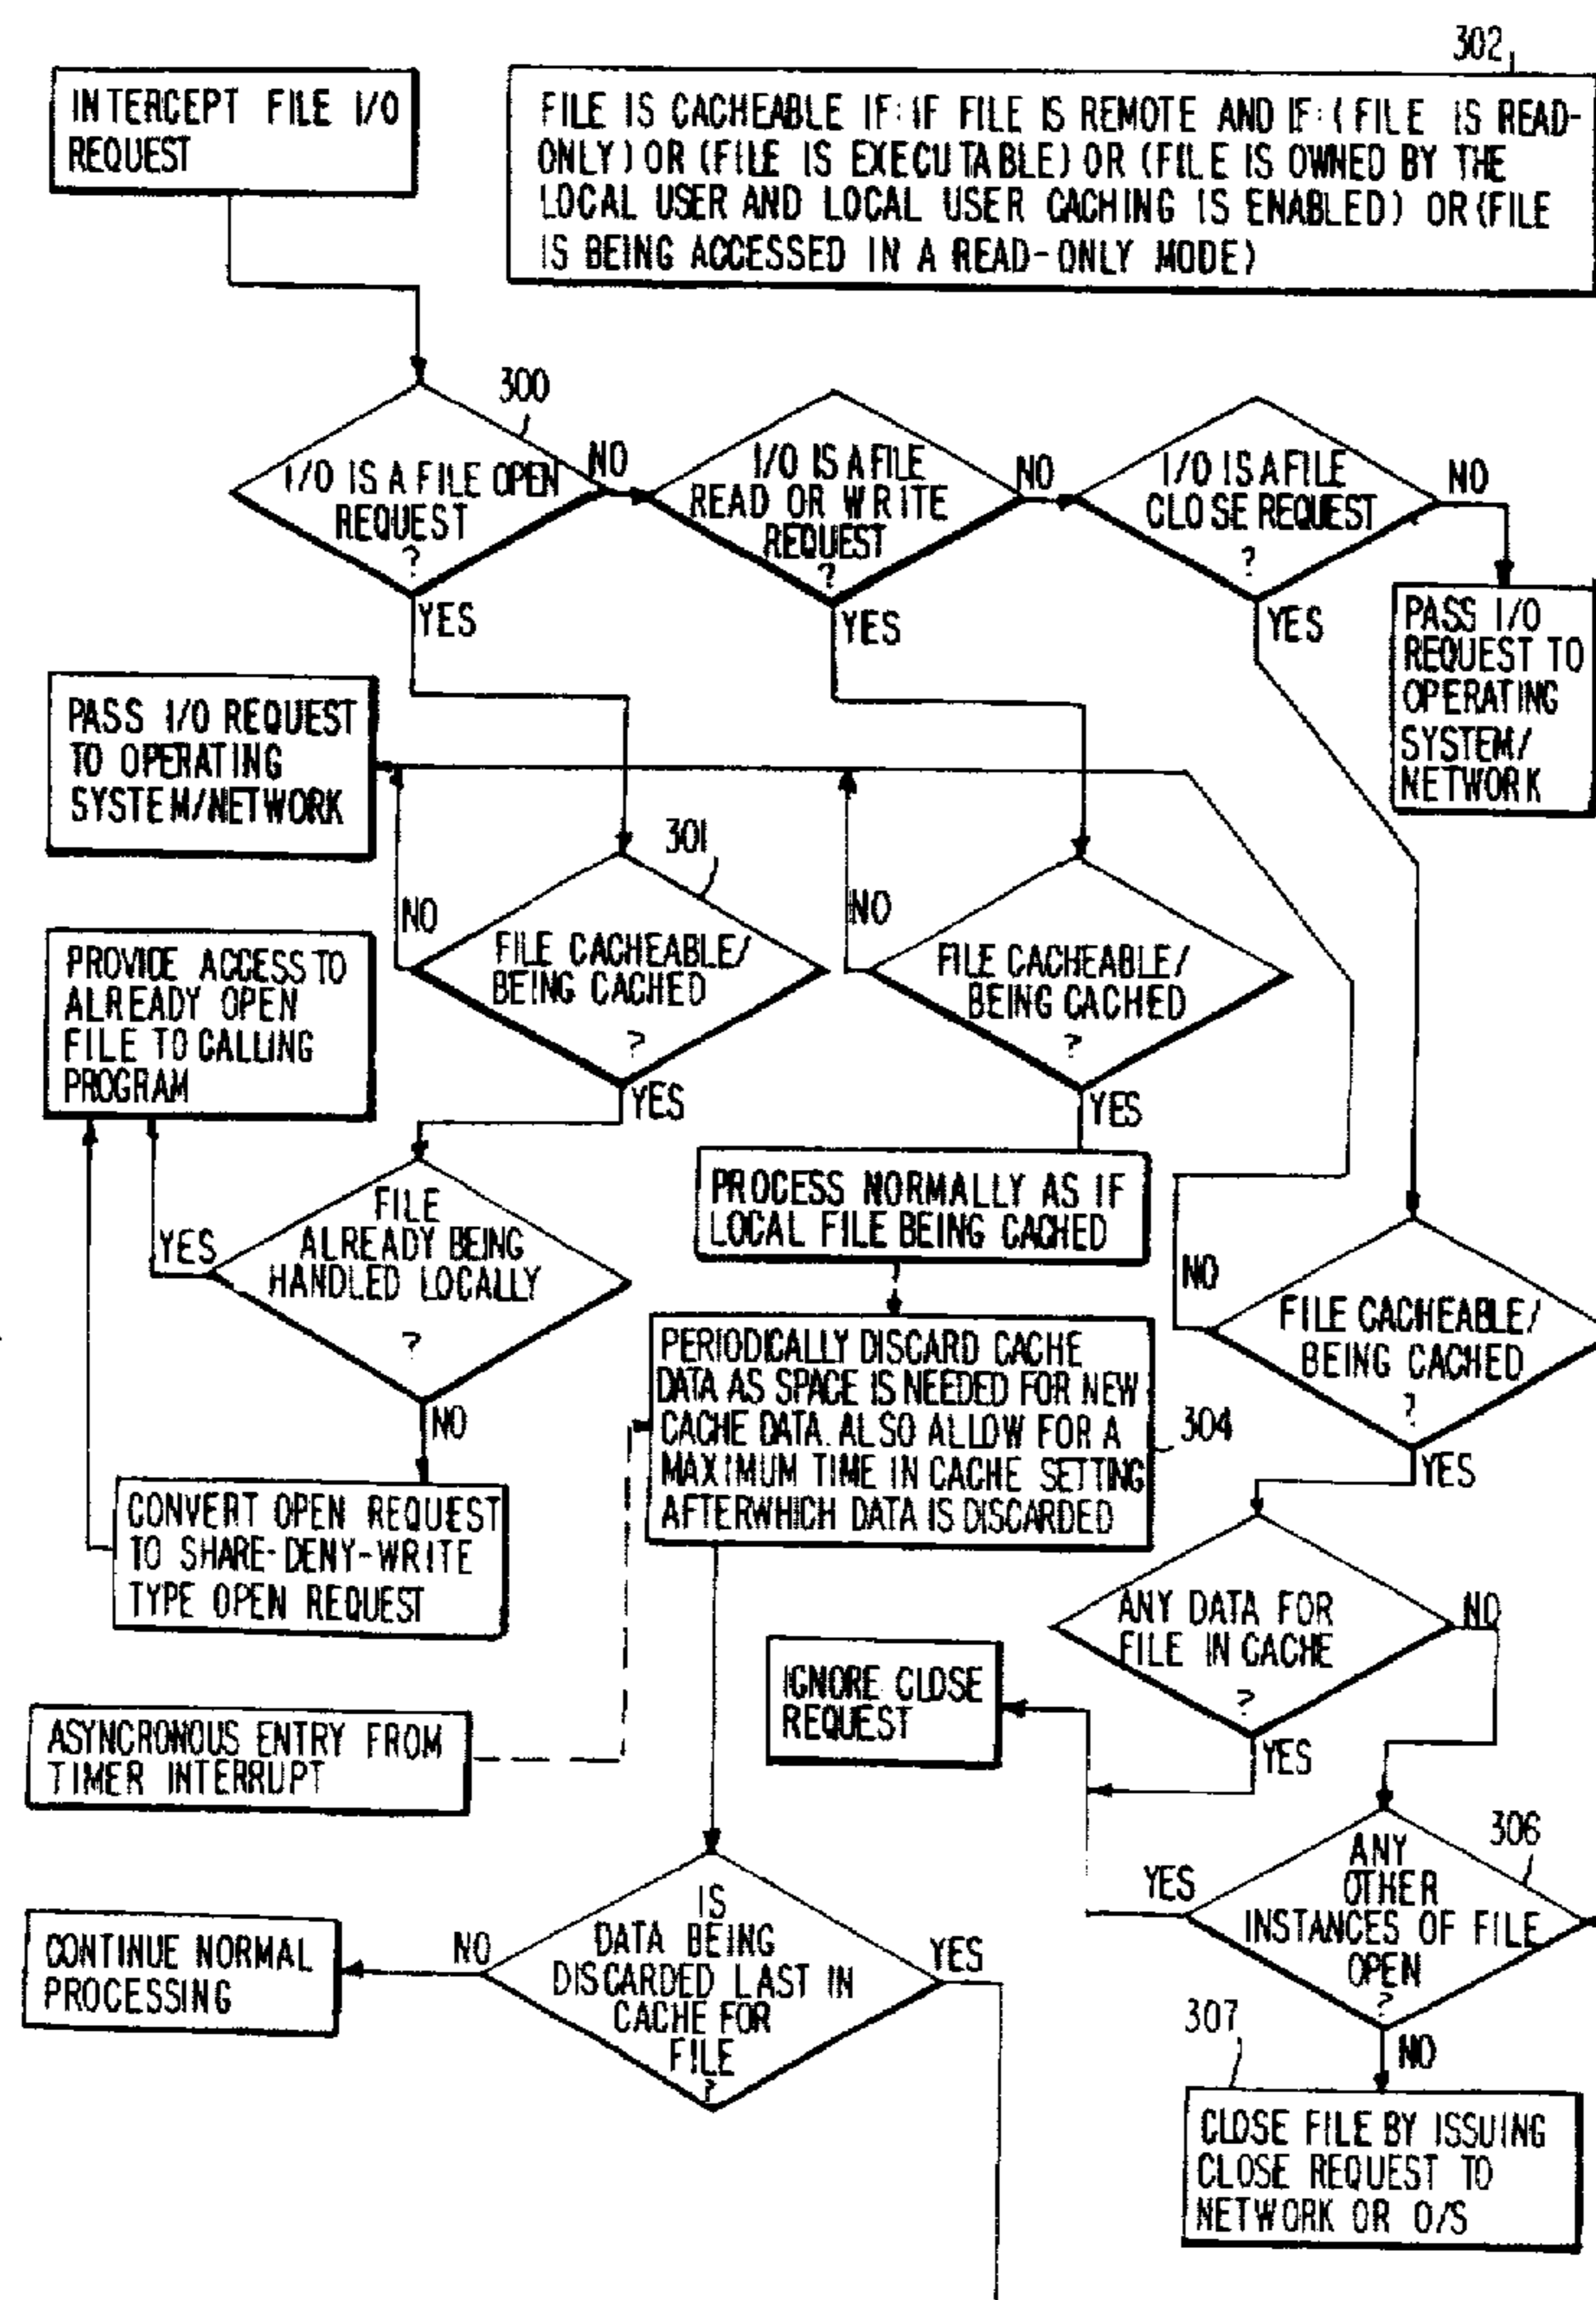 302
INTERCEPT FILE I/O
REQUEST
FILE IS CACHEABLE IF: IF FILE IS REMOTE AND IF: (FILE IS READ-
ONLY) OR (FILE IS EXECUTABLE) OR (FILE IS OWNED BY THE
LOCAL USER AND LOCAL USER CACHING IS ENABLED) OR (FILE
IS BEING ACCESSED IN A READ-ONLY MODE)
300
I/O IS A FILE OPEN
REQUEST
?
NO
YES
I/O IS A FILE
READ OR WRITE
REQUEST
?
NO
YES
I/O IS A FILE
CLOSE REQUEST
?
NO
YES
PASS I/O
REQUEST TO
OPERATING
SYSTEM/
NETWORK
PASS I/O REQUEST
TO OPERATING
SYSTEM/NETWORK
301
NO
FILE CACHEABLE/
BEING CACHED
?
YES
NO
FILE CACHEABLE/
BEING CACHED
?
YES
PROVIDE ACCESS TO
ALREADY OPEN
FILE TO CALLING
PROGRAM
YES
FILE
ALREADY BEING
HANDLED LOCALLY
?
NO
PROCESS NORMALLY AS IF
LOCAL FILE BEING CACHED
NO
FILE CACHEABLE/
BEING CACHED
?
YES
PERIODICALLY DISCARD CACHE
DATA AS SPACE IS NEEDED FOR NEW
CACHE DATA. ALSO ALLOW FOR A
MAXIMUM TIME IN CACHE SETTING
AFTERWHICH DATA IS DISCARDED
304
CONVERT OPEN REQUEST
TO SHARE-DENY-WRITE
TYPE OPEN REQUEST
ANY DATA FOR
FILE IN CACHE
?
NO
YES
IGNORE CLOSE
REQUEST
ASYNCRONOUS ENTRY FROM
TIMER INTERRUPT
306
YES
ANY
OTHER
INSTANCES OF FILE
OPEN
?
NO
CONTINUE NORMAL
PROCESSING
NO
IS
DATA BEING
DISCARDED LAST IN
CACHE FOR
FILE
?
YES
307
CLOSE FILE BY ISSUING
CLOSE REQUEST TO
NETWORK OR O/S